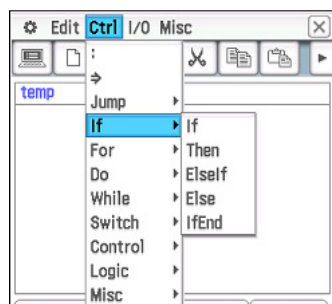 Edit Ctrl I/O Misc
:
⇒
temp
Jump
If
For
Do
While
Switch
Control
Logic
Misc
If
Then
ElseIf
Else
IfEnd